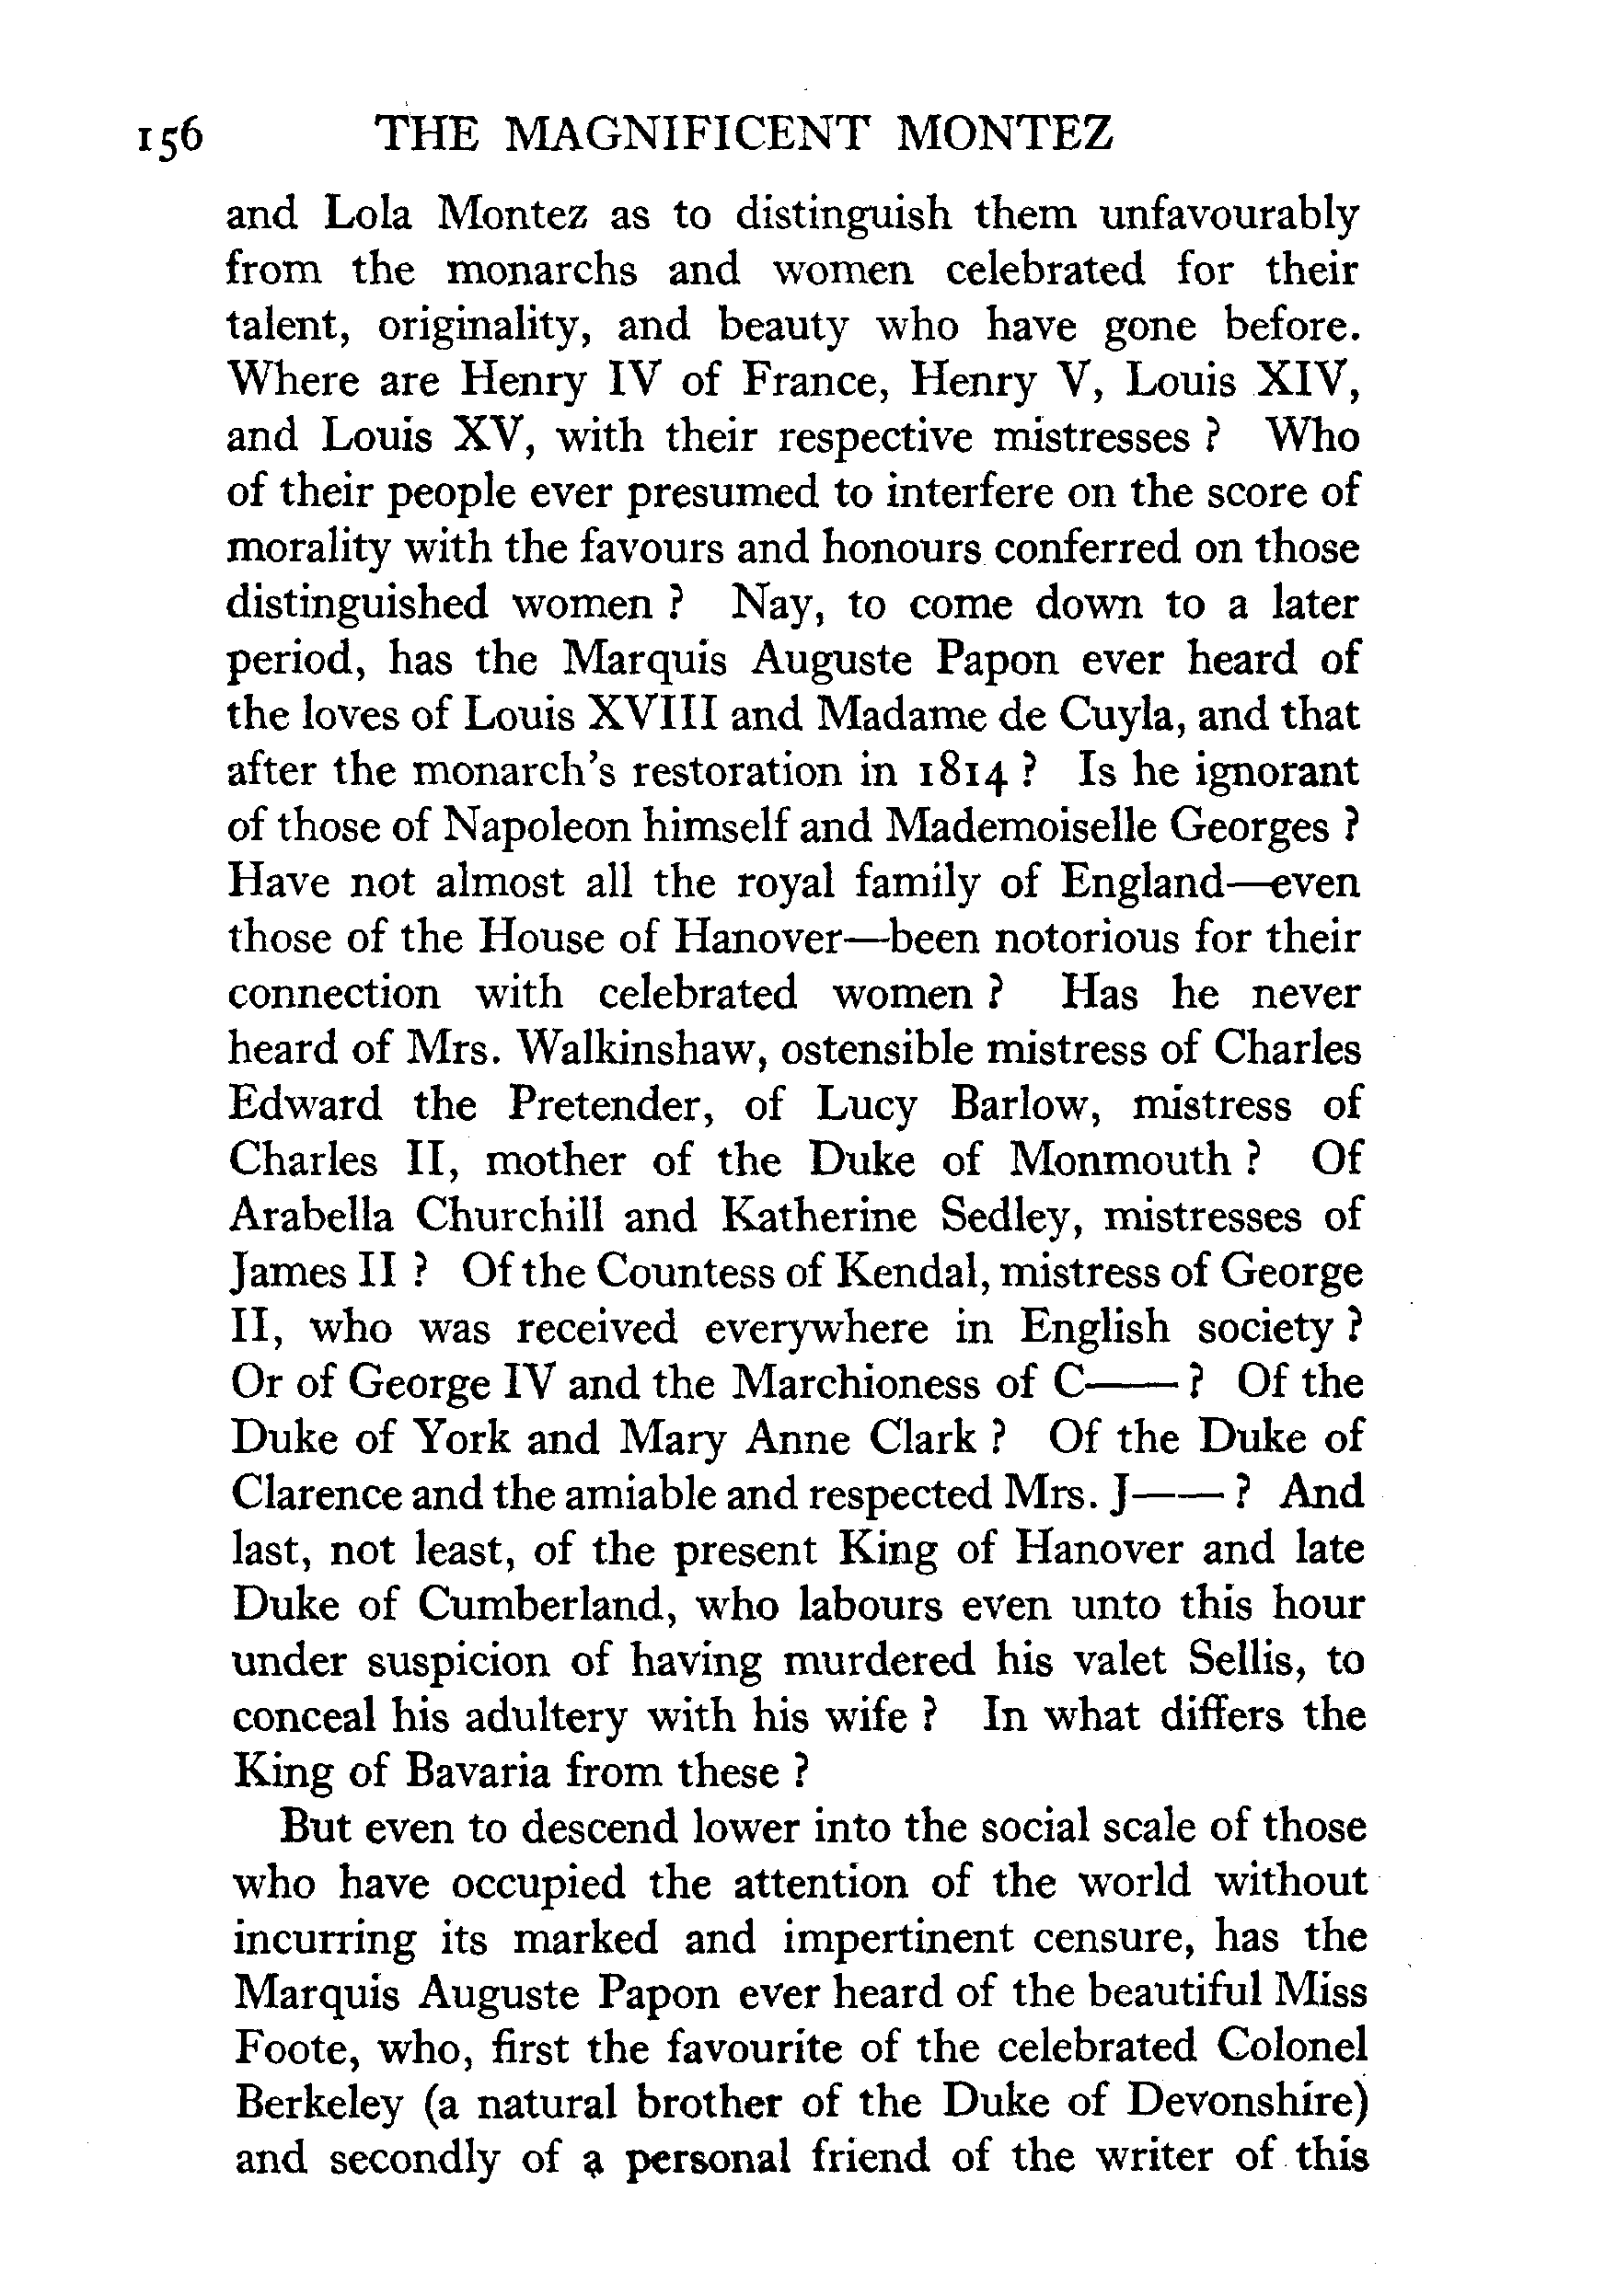 156 THE MAGNIFICENT MONTEZ
and Lola Montez as to distinguish them unfavourably
from the monarchs and women celebrated for their
talent, originality, and beauty who have gone before.
Where are Henry IV of France, Henry V, Louis XIV,
and Louis XV, with their respective mistresses ? Who
of their people ever presumed to interfere on the score of
morality with the favours and honours conferred on those
distinguished women ? Nay, to come down to a later
period, has the Marquis Auguste Papon ever heard of
the loves of Louis XVIII and Madame de Cuyla, and that
after the monarch's restoration in 1814 ? Is he ignorant
of those of Napoleon himself and Mademoiselle Georges ?
Have not almost all the royal family of England—even
those of the House of Hanover—been notorious for their
connection with celebrated women ? Has he never
heard of Mrs. Walkinshaw, ostensible mistress of Charles
Edward the Pretender, of Lucy Barlow, mistress of
Charles II, mother of the Duke of Monmouth ? Of
Arabella Churchill and Katherine Sedley, mistresses of
James II ? Of the Countess of Kendal, mistress of George
II, who was received everywhere in English society ?
Or of George IV and the Marchioness of C—— ? Of the
Duke of York and Mary Anne Clark ? Of the Duke of
Clarence and the amiable and respected Mrs. J—— ? And
last, not least, of the present King of Hanover and late
Duke of Cumberland, who labours even unto this hour
under suspicion of having murdered his valet Sellis, to
conceal his adultery with his wife ? In what differs the
King of Bavaria from these ?
But even to descend lower into the social scale of those
who have occupied the attention of the world without
incurring its marked and impertinent censure, has the
Marquis Auguste Papon ever heard of the beautiful Miss
Foote, who, first the favourite of the celebrated Colonel
Berkeley (a natural brother of the Duke of Devonshire)
and secondly of a personal friend of the writer of this